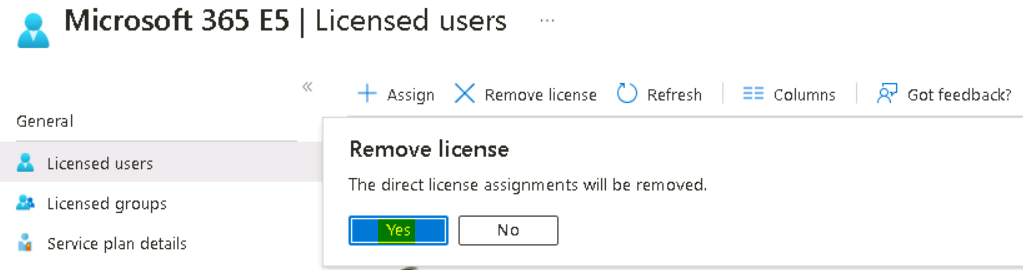 Microsoft 365 E5 | Licensed users ...
«
Assign Remove license Refresh Columns Got feedback?
General
Licensed users
Licensed groups
Service plan details
Remove license
The direct license assignments will be removed.
Yes No